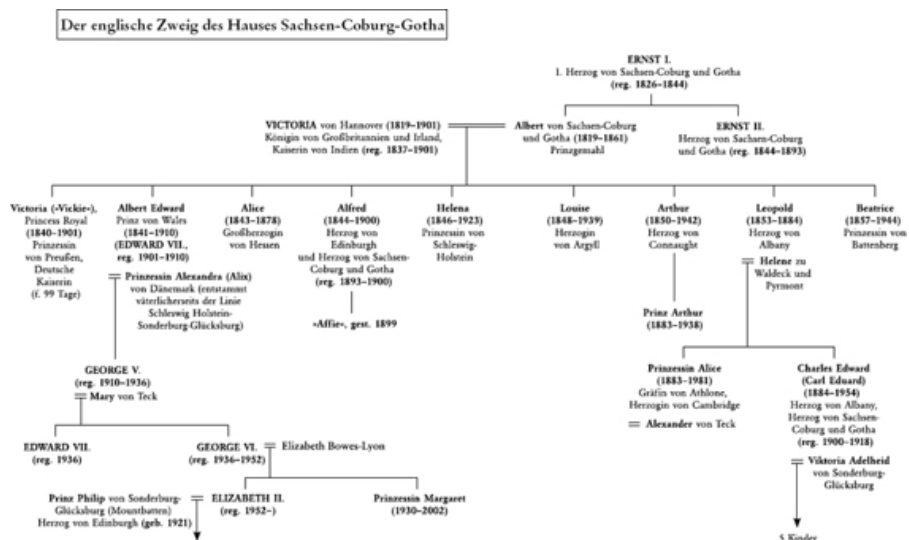 Der englische Zweig des Hauses Sachsen-Coburg-Gotha
ERNST I.
1. Herzog von Sachsen-Coburg und Gotha
(reg. 1826–1844)
VICTORIA von Hannover (1819–1901)
Königin von Großbritannien und Irland,
Kaiserin von Indien (reg. 1837–1901)
Albert von Sachsen-Coburg
und Gotha (1819–1861)
Prinzgemahl
ERNST II.
Herzog von Sachsen-Coburg
und Gotha (reg. 1844–1893)
Victoria (»Vickie«),
Princess Royal
(1840–1901)
Prinzessin
von Preußen,
Deutsche
Kaiserin
(f. 99 Tage)
Albert Edward
Prinz von Wales
(1841–1910)
(EDWARD VII.,
reg. 1901–1910)
Prinzessin Alexandra (Alix)
von Dänemark (entstammt
väterlicherseits der Linie
Schleswig Holstein-
Sonderburg-Glücksburg)
Alice
(1843–1878)
Großherzogin
von Hessen
Alfred
(1844–1900)
Herzog von
Edinburgh
und Herzog von Sachsen-
Coburg und Gotha
(reg. 1893–1900)
»Affie«, gest. 1899
Helena
(1846–1923)
Prinzessin von
Schleswig-
Holstein
Louise
(1848–1939)
Herzogin
von Argyll
Arthur
(1850–1942)
Herzog von
Connaught
Prinz Arthur
(1883–1938)
Leopold
(1853–1884)
Herzog von
Albany
Helene zu
Waldeck und
Pyrmont
Beatrice
(1857–1944)
Prinzessin von
Battenberg
GEORGE V.
(reg. 1910–1936)
Mary von Teck
Prinzessin Alice
(1883–1981)
Gräfin von Athlone,
Herzogin von Cambridge
Alexander von Teck
Charles Edward
(Carl Eduard)
(1884–1954)
Herzog von Albany,
Herzog von Sachsen-
Coburg und Gotha
(reg. 1900–1918)
Viktoria Adelheid
von Sonderburg-
Glücksburg
5 Kinder
EDWARD VII.
(reg. 1936)
GEORGE VI.
(reg. 1936–1952)
Elizabeth Bowes-Lyon
Prinz Philip von Sonderburg-
Glücksburg (Mountbatten)
Herzog von Edinburgh (geb. 1921)
ELIZABETH II.
(reg. 1952–)
Prinzessin Margaret
(1930–2002)